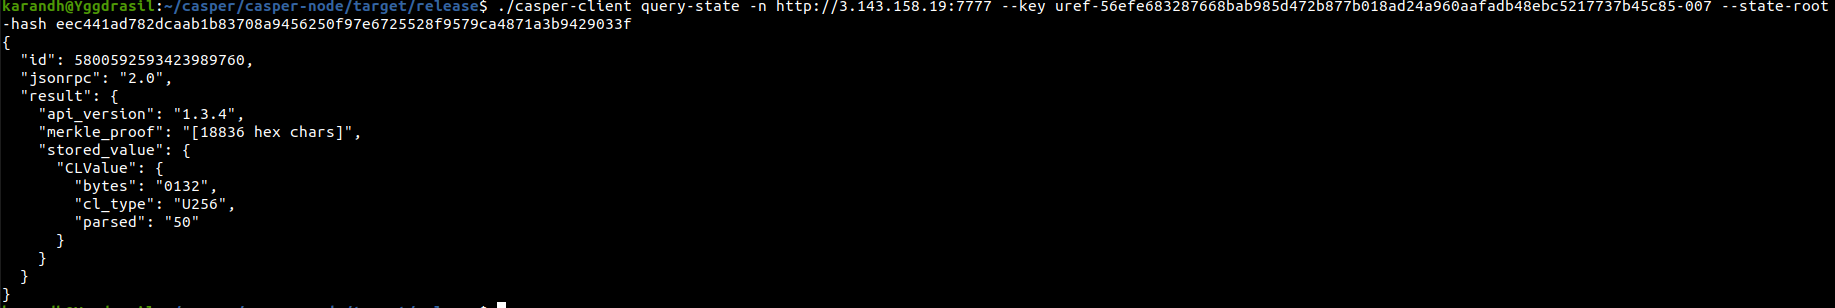 karandh@Yggdrasil:~/casper/casper-node/target/release$ ./casper-client query-state -n http://3.143.158.19:7777 --key uref-56efe683287668bab985d472b877b018ad24a960aafadb48ebc5217737b45c85-007 --state-root
-hash eec441ad782dcaab1b83708a9456250f97e6725528f9579ca4871a3b9429033f
{
  "id": 5800592593423989760,
  "jsonrpc": "2.0",
  "result": {
    "api_version": "1.3.4",
    "merkle_proof": "[18836 hex chars]",
    "stored_value": {
      "CLValue": {
        "bytes": "0132",
        "cl_type": "U256",
        "parsed": "50"
      }
    }
  }
}